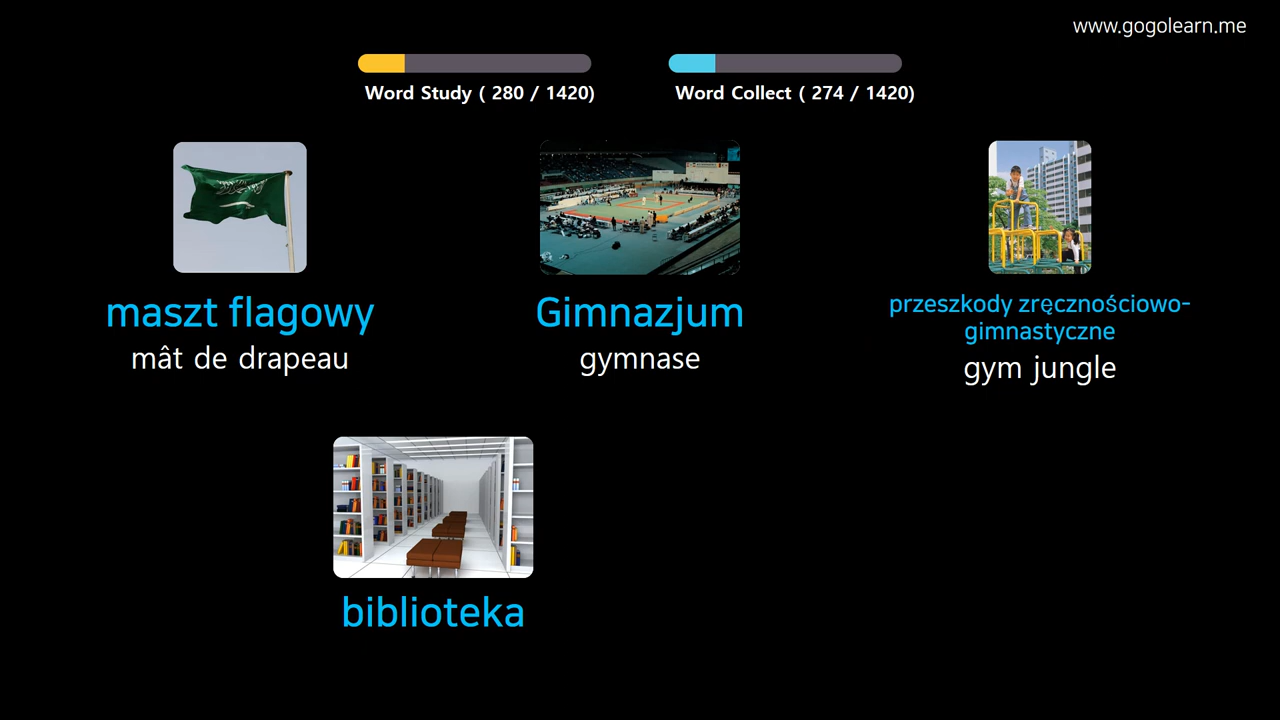 www.gogolearn.me
Word Study ( 280 / 1420)
Word Collect ( 274 / 1420)
maszt flagowy
mât de drapeau
Gimnazjum
gymnase
przeszkody zręcznościowo-
gimnastyczne
gym jungle
biblioteka